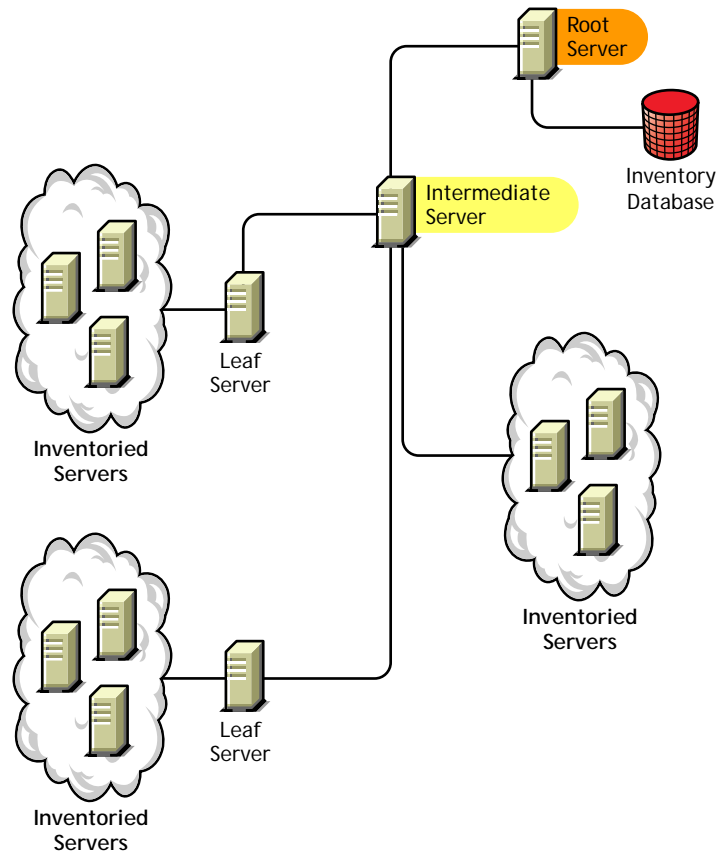 Root
Server
Inventory
Database
Intermediate
Server
Leaf
Server
Inventoried
Servers
Inventoried
Servers
Leaf
Server
Inventoried
Servers